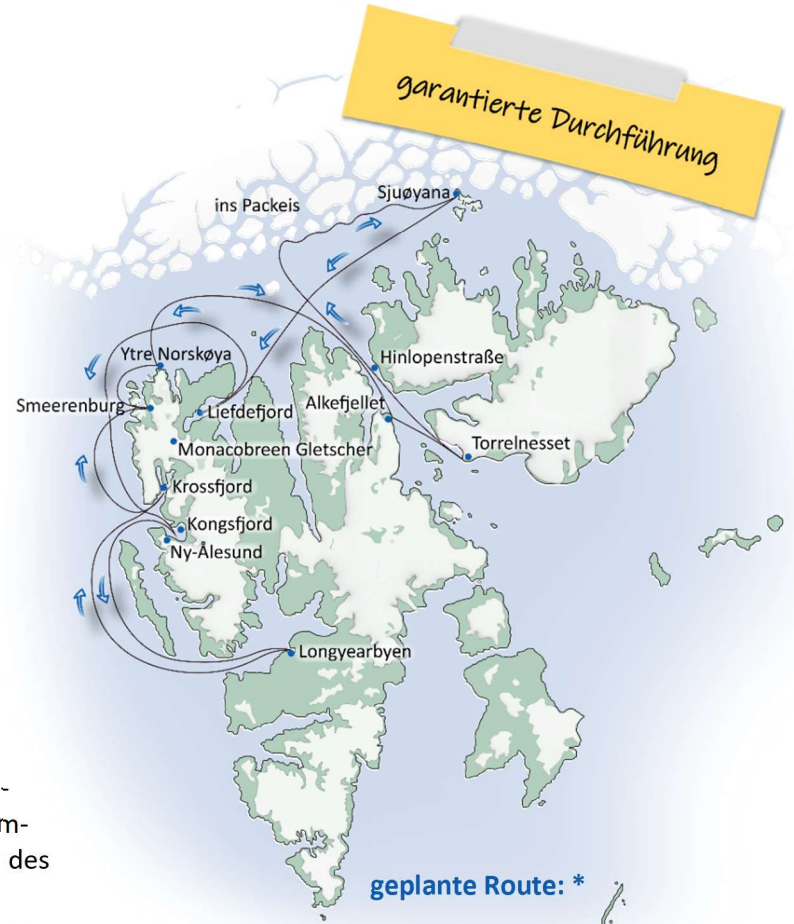 garantierte Durchführung
Sjuøyana
ins Packeis
Ytre Norskøya
Hinlopenstraße
Smeerenburg
Liefdefjord
Alkefjellet
Torrelnesset
Monacobreen Gletscher
Krossfjord
Kongsfjord
Ny-Ålesund
Longyearbyen
m-
des
geplante Route: *